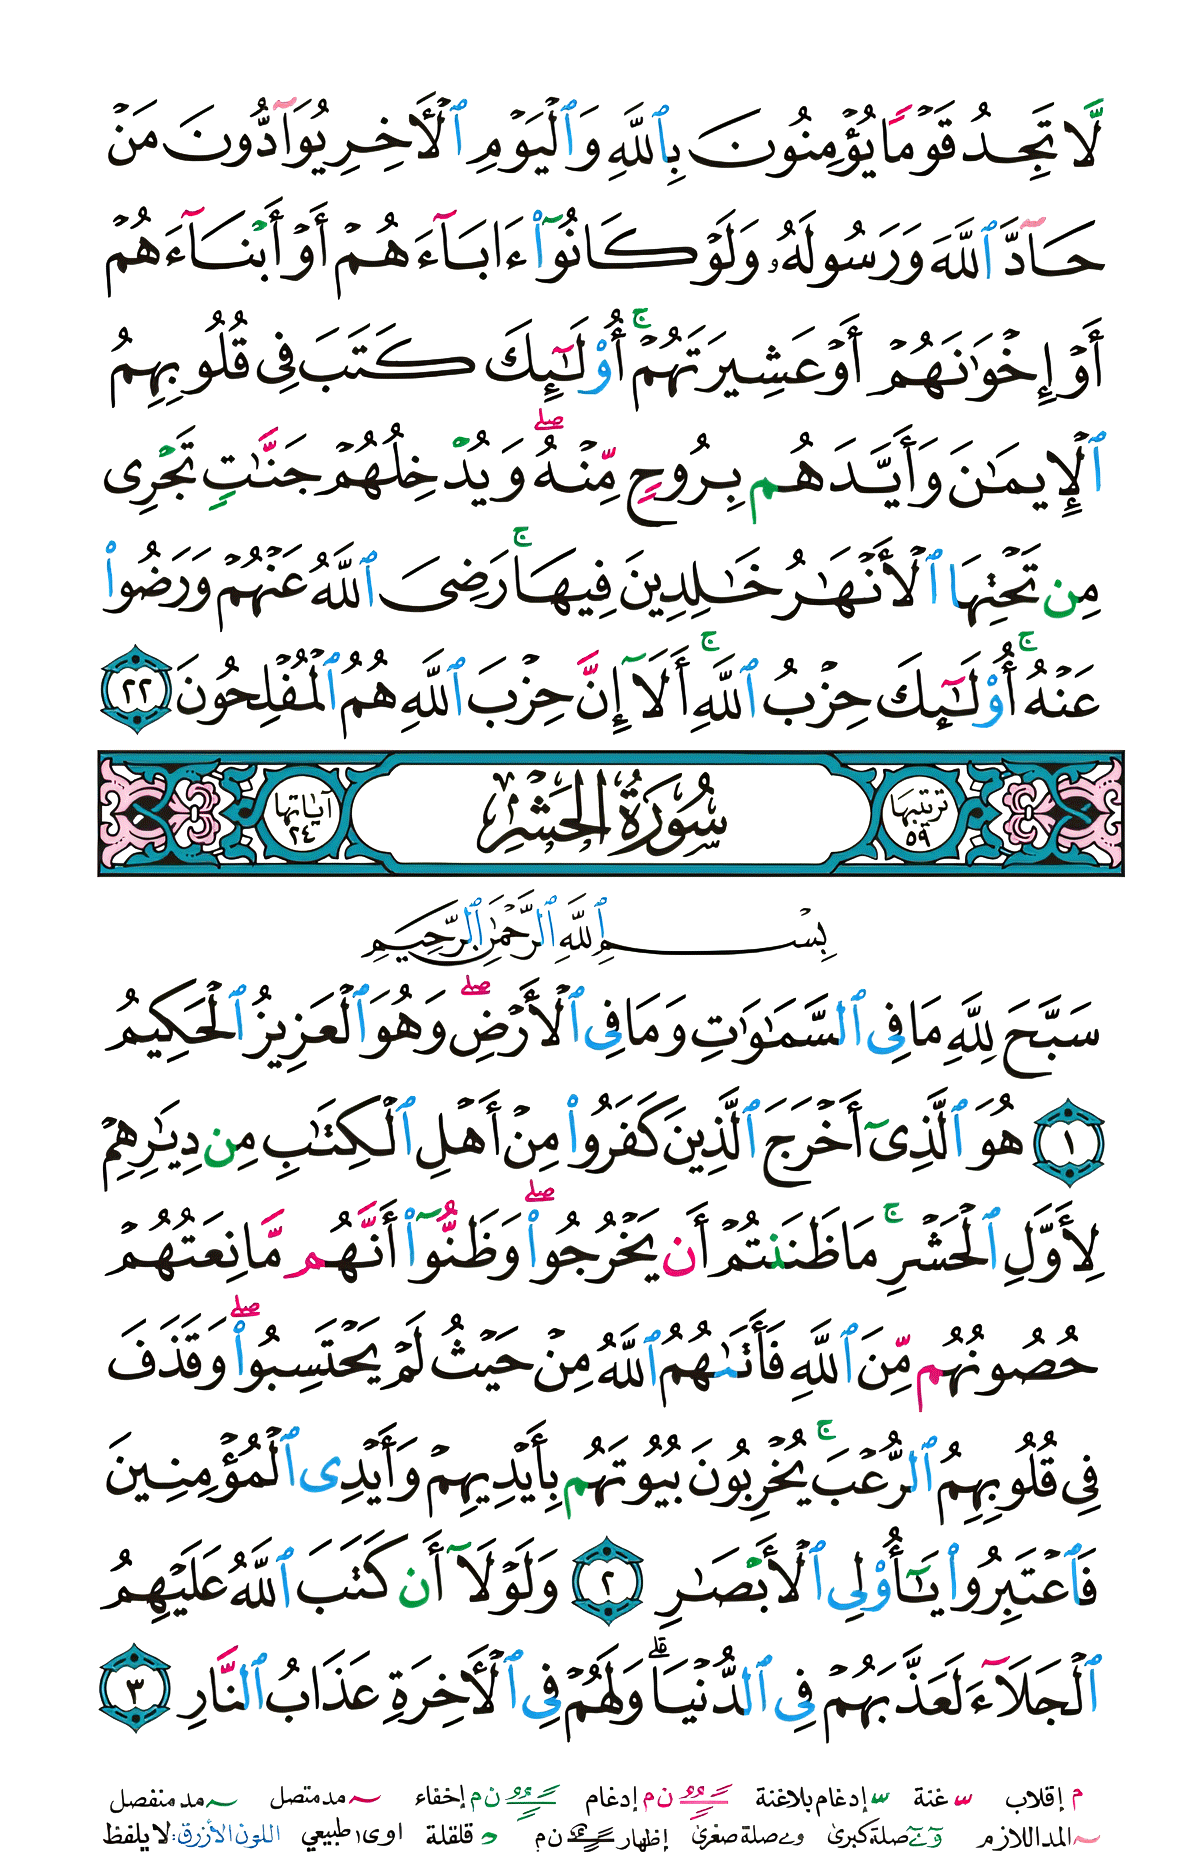 لَّا تَجِدُ قَوْمًا يُؤْمِنُونَ بِٱللَّهِ وَٱلْيَوْمِ ٱلْأَخِرِ يُوَآدُّونَ مَنْ
حَآدَّ ٱللَّهَ وَرَسُولَهُۥ وَلَوْ كَانُوٓا۟ ءَابَآءَهُمْ أَوْ أَبْنَآءَهُمْ
أَوْ إِخْوَٰنَهُمْ أَوْ عَشِيرَتَهُمْ ۚ أُو۟لَـٰٓئِكَ كَتَبَ فِى قُلُوبِهِمُ
ٱلْإِيمَـٰنَ وَأَيَّدَهُم بِرُوحٍ مِّنْهُ ۖ وَيُدْخِلُهُمْ جَنَّـٰتٍ تَجْرِى
مِن تَحْتِهَا ٱلْأَنْهَـٰرُ خَـٰلِدِينَ فِيهَا ۚ رَضِىَ ٱللَّهُ عَنْهُمْ وَرَضُوا۟
عَنْهُ ۚ أُو۟لَـٰٓئِكَ حِزْبُ ٱللَّهِ ۚ أَلَآ إِنَّ حِزْبَ ٱللَّهِ هُمُ ٱلْمُفْلِحُونَ ٢٢
ترتيبها ٥٩ سُورَةُ الحَشْرِ آياتها ٢٤
بِسْمِ ٱللَّهِ ٱلرَّحْمَـٰنِ ٱلرَّحِيمِ
سَبَّحَ لِلَّهِ مَا فِى ٱلسَّمَـٰوَٰتِ وَمَا فِى ٱلْأَرْضِ ۖ وَهُوَ ٱلْعَزِيزُ ٱلْحَكِيمُ
١ هُوَ ٱلَّذِىٓ أَخْرَجَ ٱلَّذِينَ كَفَرُوا۟ مِنْ أَهْلِ ٱلْكِتَـٰبِ مِن دِيَـٰرِهِمْ
لِأَوَّلِ ٱلْحَشْرِ ۚ مَا ظَنَنتُمْ أَن يَخْرُجُوا۟ ۖ وَظَنُّوٓا۟ أَنَّهُم مَّانِعَتُهُمْ
حُصُونُهُم مِّنَ ٱللَّهِ فَأَتَىٰهُمُ ٱللَّهُ مِنْ حَيْثُ لَمْ يَحْتَسِبُوا۟ ۖ وَقَذَفَ
فِى قُلُوبِهِمُ ٱلرُّعْبَ ۚ يُخْرِبُونَ بُيُوتَهُم بِأَيْدِيهِمْ وَأَيْدِى ٱلْمُؤْمِنِينَ
فَٱعْتَبِرُوا۟ يَـٰٓأُو۟لِى ٱلْأَبْصَـٰرِ ٢ وَلَوْلَآ أَن كَتَبَ ٱللَّهُ عَلَيْهِمُ
ٱلْجَلَآءَ لَعَذَّبَهُمْ فِى ٱلدُّنْيَا ۗ وَلَهُمْ فِى ٱلْأَخِرَةِ عَذَابُ ٱلنَّارِ ٣
م إقلاب غنة إدغام بلاغنة ن م إدغام ن م إخفاء مد متصل مد منفصل
المد اللازم صلة كبرى و ے صلة صغرى إظهار ن م قلقلة اوى طبيعي اللون الأزرق: لا يلفظ